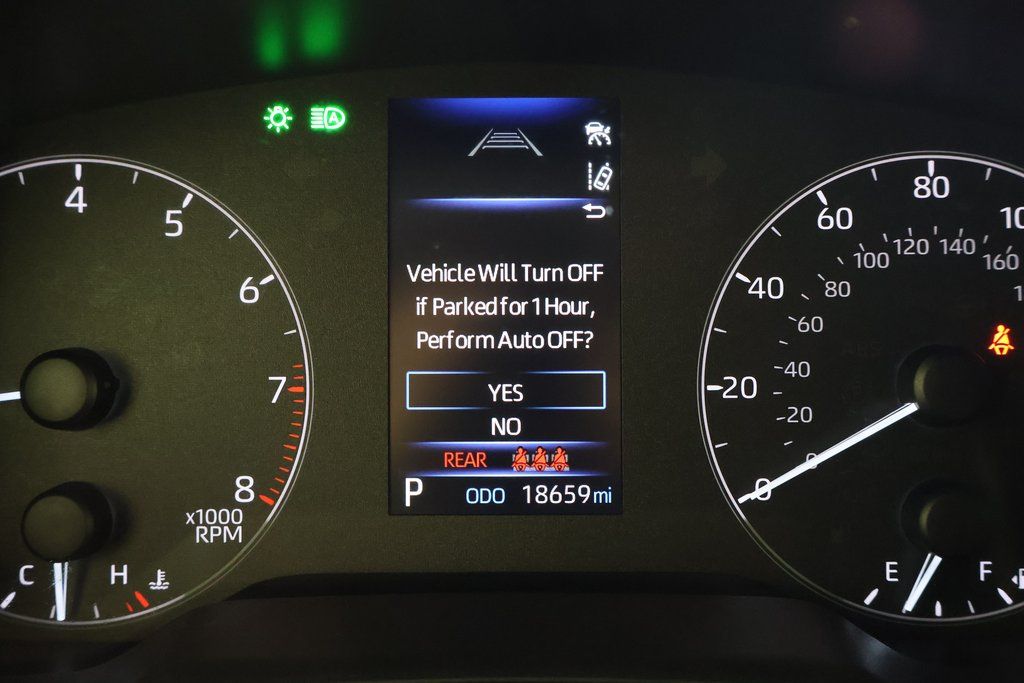 4
5
6
7
8
x1000
RPM
C
H
A
Vehicle Will Turn OFF
if Parked for 1 Hour,
Perform Auto OFF?
YES
NO
REAR
P ODO 18659 mi
0
20
40
60
80
0
20
40
60
80
100
120
140
160
E
F